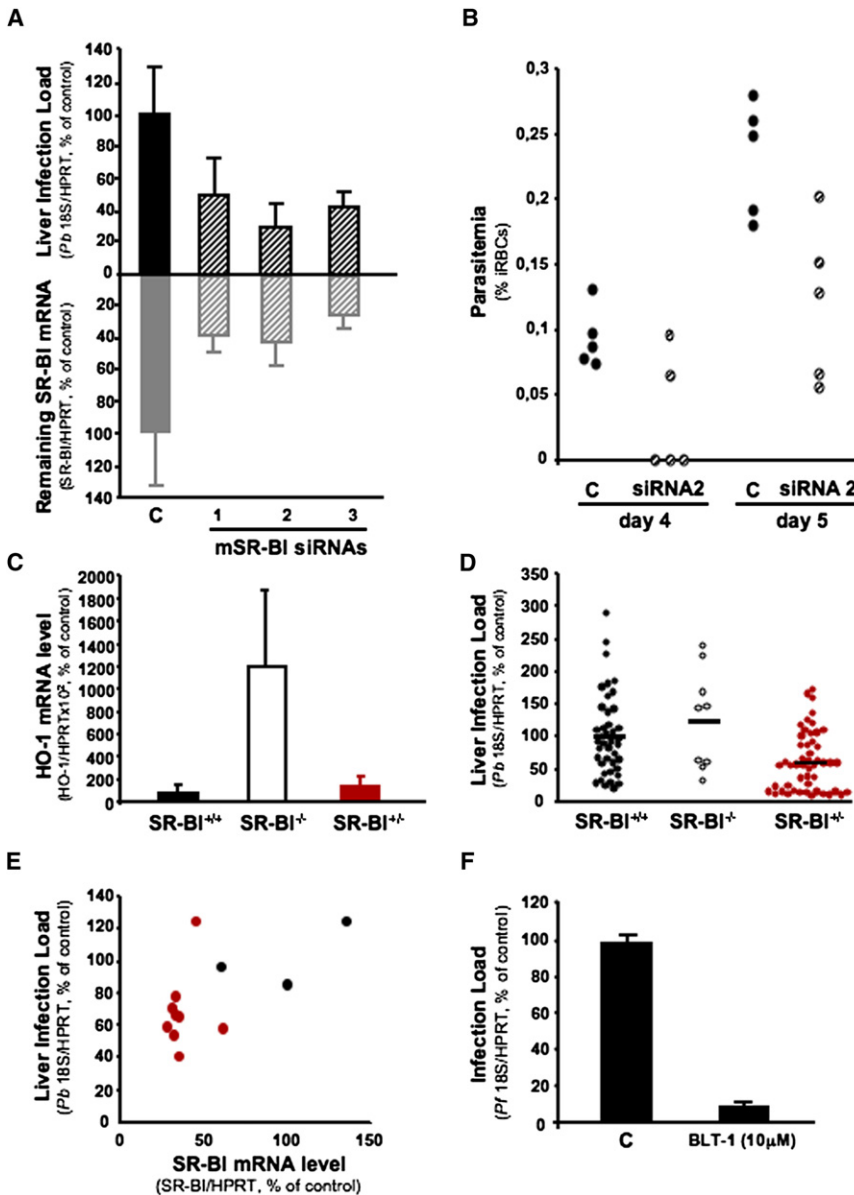 A
Liver Infection Load
(Pb 18S/HPRT, % of control)
140
120
100
80
60
40
20
0
Remaining SR-BI mRNA
(SR-BI/HPRT, % of control)
20
40
60
80
100
120
140
C
1
2
3
mSR-BI siRNAs
B
Parasitemia
(% iRBCs)
0,3
0,25
0,2
0,15
0,1
0,05
0
C
siRNA2
C
siRNA 2
day 4
day 5
C
HO-1 mRNA level
(HO-1/HPRTx10², % of control)
2000
1800
1600
1400
1200
1000
800
600
400
200
0
SR-BI+/+
SR-BI-/-
SR-BI+/-
D
Liver Infection Load
(Pb 18S/HPRT, % of control)
350
300
250
200
150
100
50
0
SR-BI+/+
SR-BI-/-
SR-BI+/-
E
Liver Infection Load
(Pb 18S/HPRT, % of control)
140
120
100
80
60
40
20
0
0
50
100
150
SR-BI mRNA level
(SR-BI/HPRT, % of control)
F
Infection Load
(Pf 18S/HPRT, % of control)
120
100
80
60
40
20
0
C
BLT-1 (10µM)